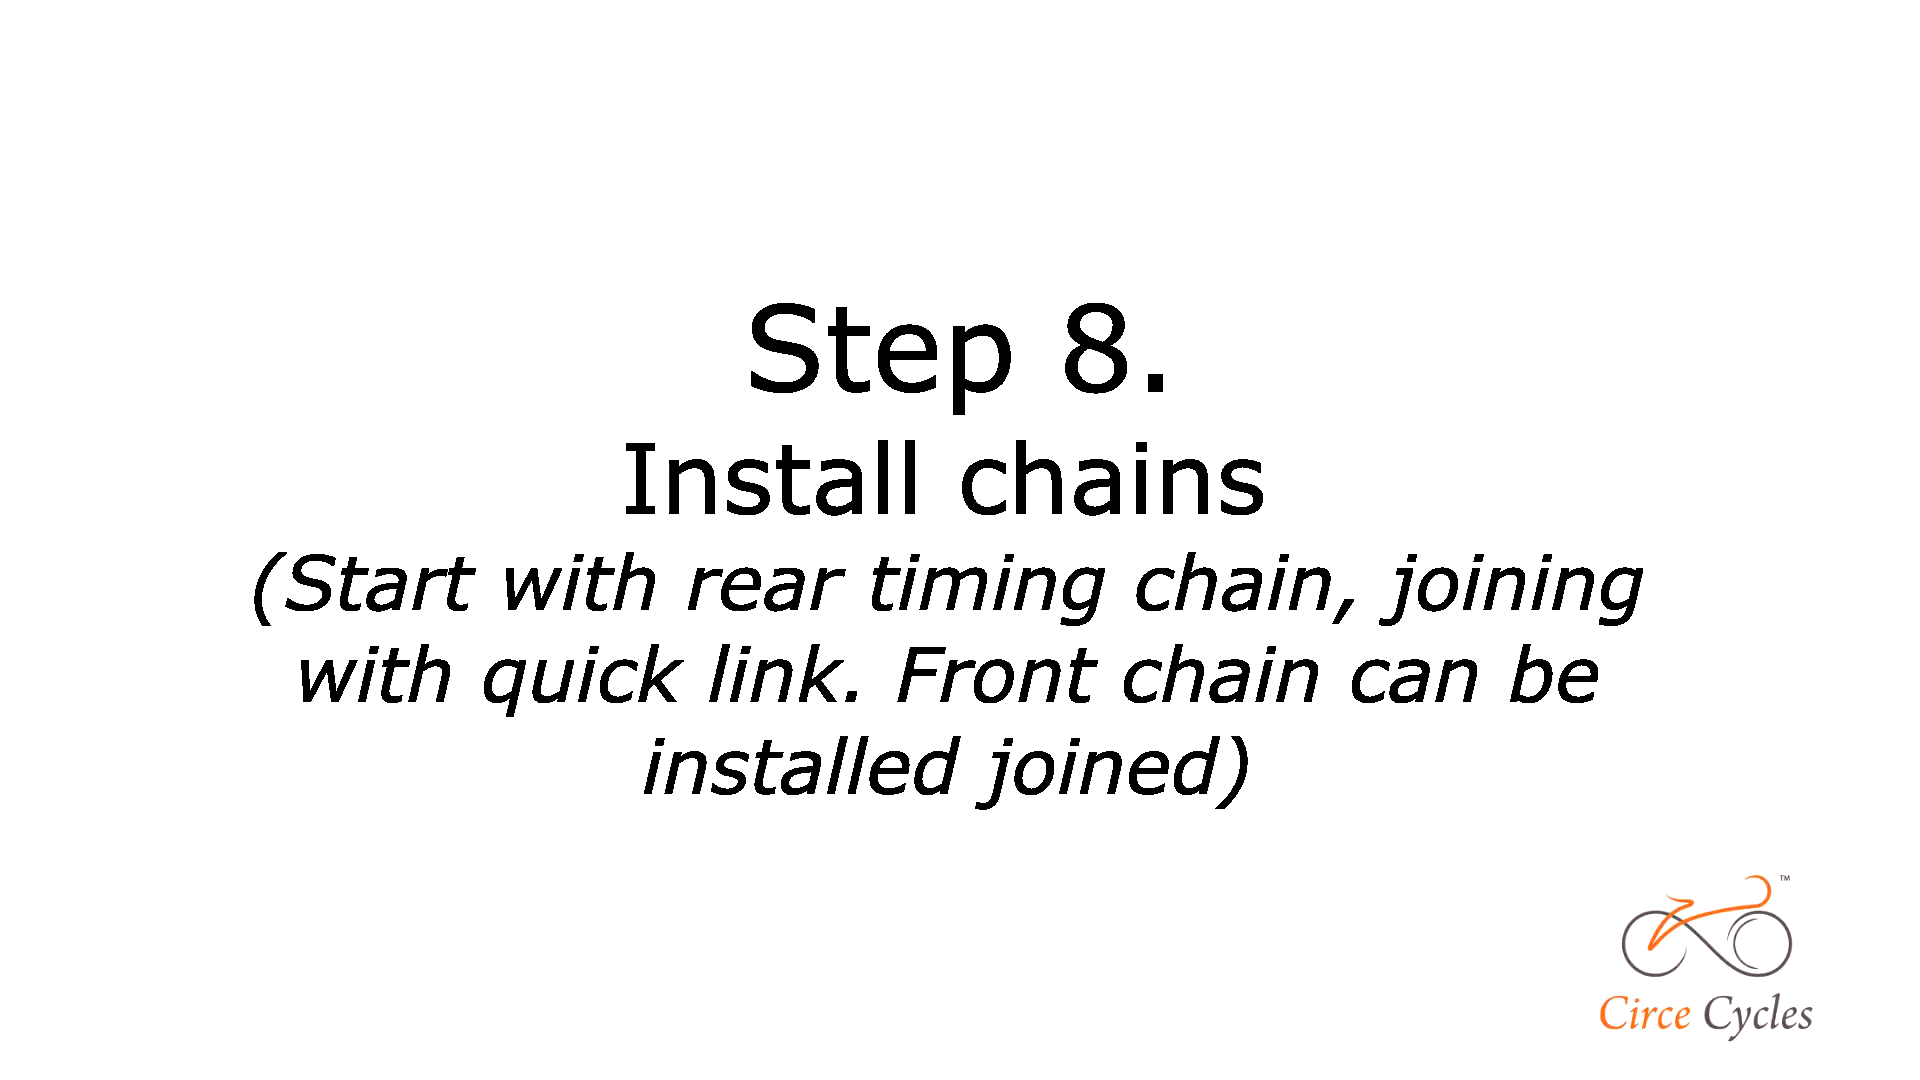 Step 8.
Install chains
(Start with rear timing chain, joining
with quick link. Front chain can be
installed joined)
TM
Circe Cycles